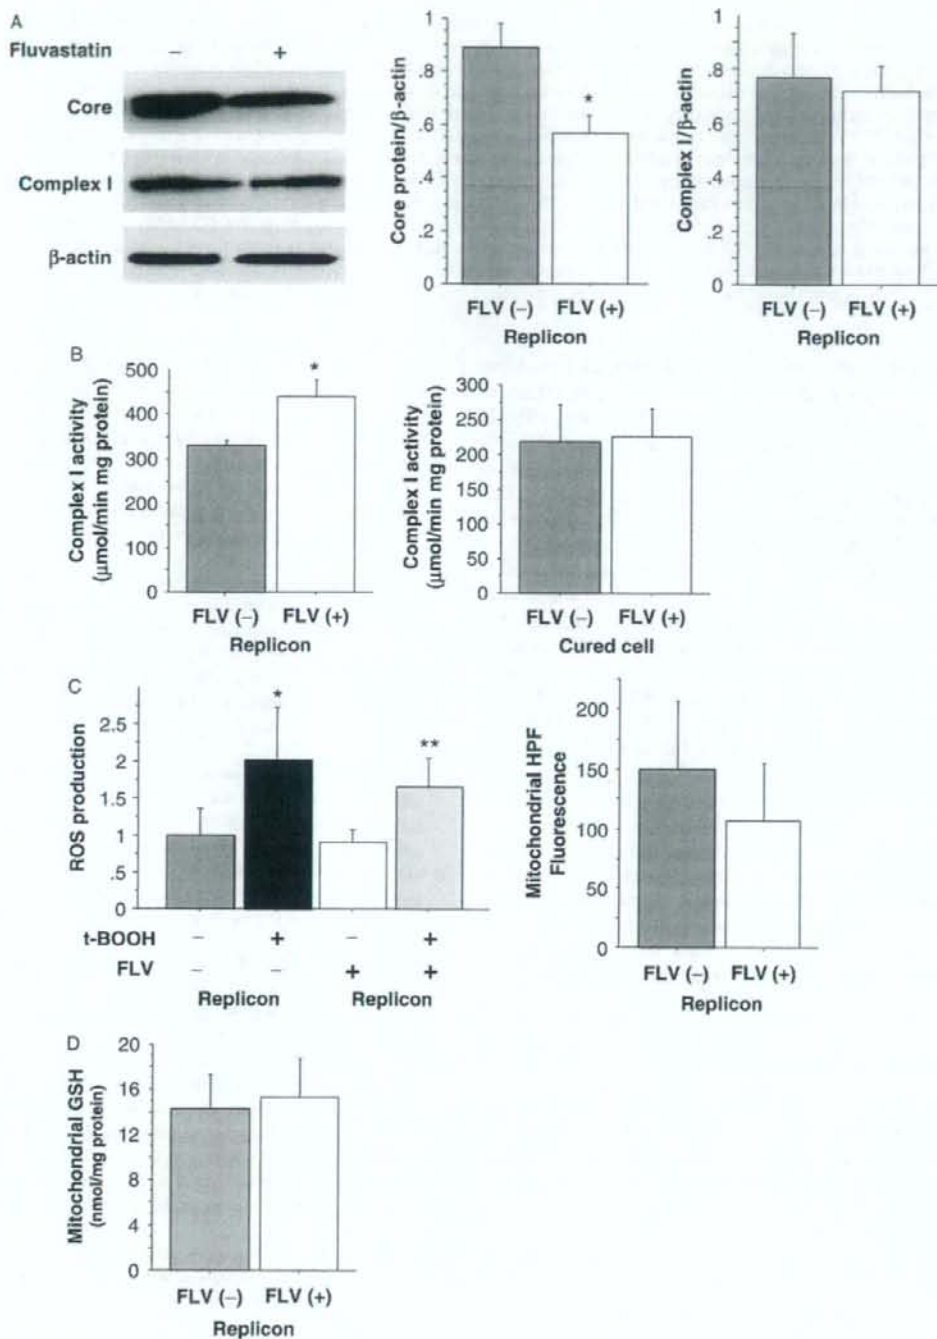 A
Fluvastatin – +
Core
Complex I
β-actin
Core protein/β-actin
1
.8
.6
.4
.2
0
*
FLV (–) FLV (+)
Replicon
Complex I/β-actin
1
.8
.6
.4
.2
0
FLV (–) FLV (+)
Replicon
B
Complex I activity
(µmol/min mg protein)
500
400
300
200
100
0
*
FLV (–) FLV (+)
Replicon
Complex I activity
(µmol/min mg protein)
300
250
200
150
100
50
0
FLV (–) FLV (+)
Cured cell
C
ROS production
2.5
2
1.5
1
.5
0
*
**
t-BOOH – + – +
FLV – – + +
Replicon Replicon
Mitochondrial HPF
Fluorescence
200
150
100
50
0
FLV (–) FLV (+)
Replicon
D
Mitochondrial GSH
(nmol/mg protein)
20
16
12
8
4
0
FLV (–) FLV (+)
Replicon